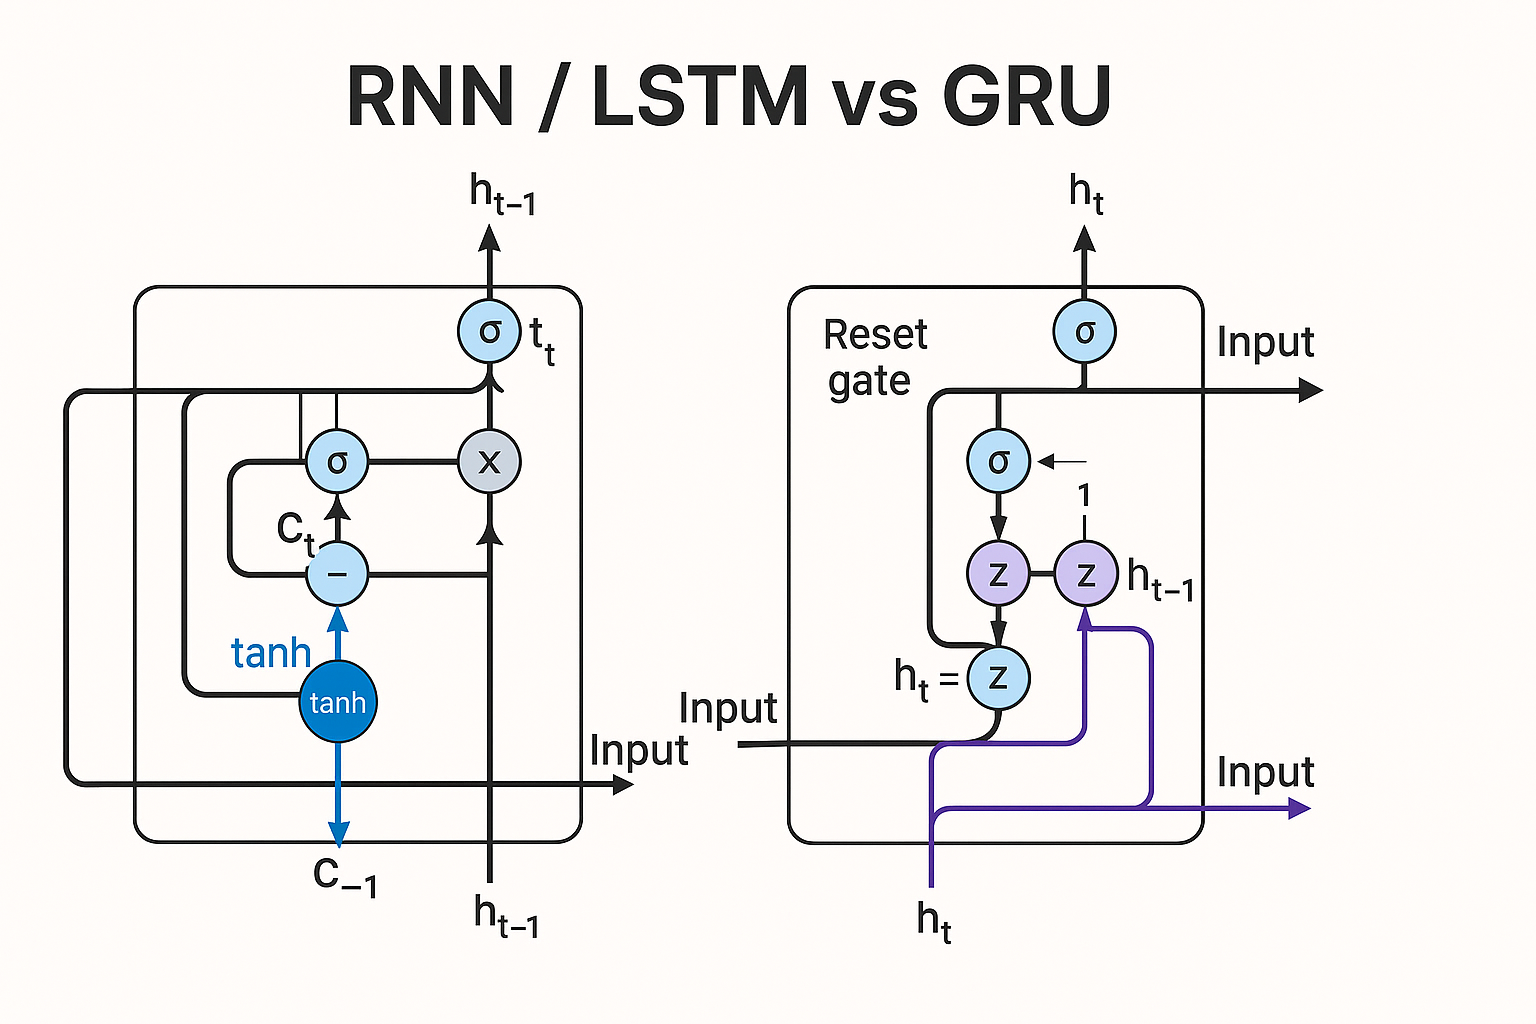 RNN / LSTM vs GRU
h_{t−1}
σ t_t
σ x
C_t
−
tanh
tanh
Input
C_{−1}
h_{t−1}
h_t
σ
Reset
gate
Input
σ
1
z z h_{t−1}
h_t = z
Input
Input
h_t